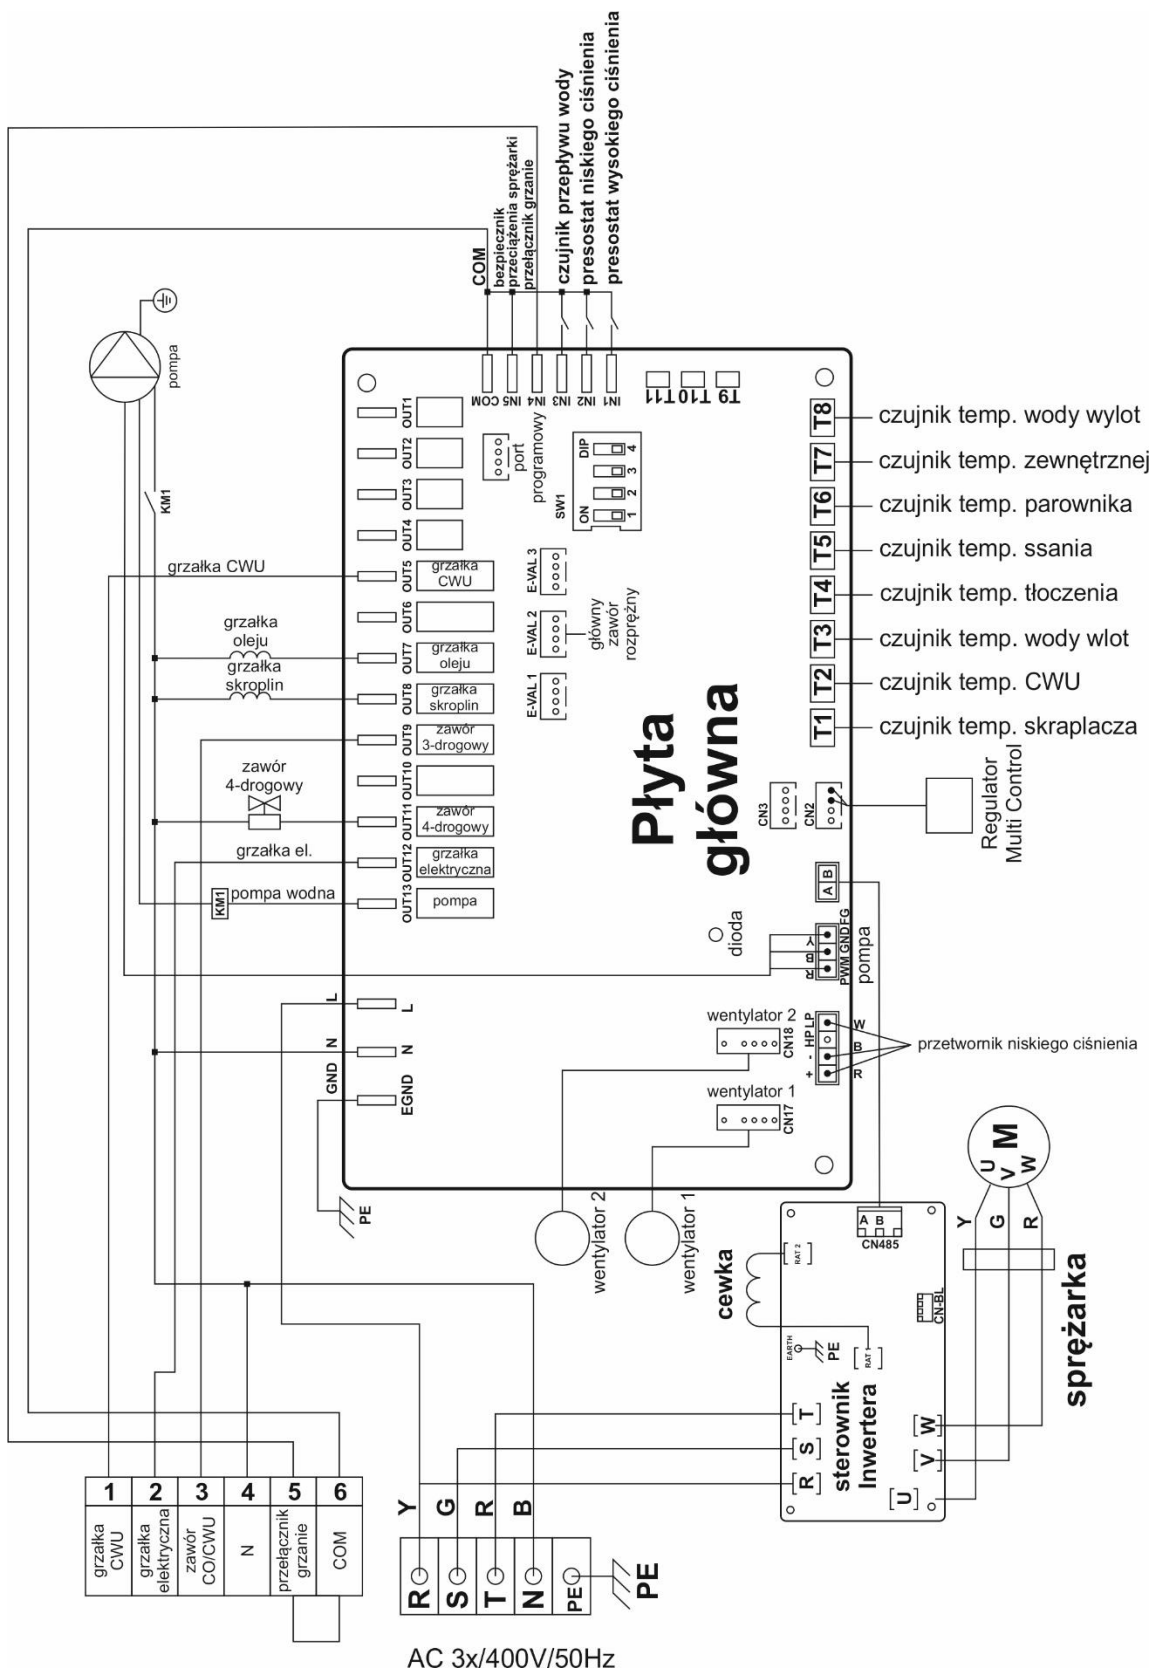 COM
bezpiecznik
przeciążenia sprężarki
przełącznik grzanie
czujnik przepływu wody
presostat niskiego ciśnienia
presostat wysokiego ciśnienia
pompa
KM1
COM
IN5
IN4
IN3
IN2
IN1
T11
T10
T9
port
programowy
SW1
ON
DIP
1
2
3
4
OUT1
OUT2
OUT3
OUT4
OUT5
grzałka
CWU
OUT6
OUT7
grzałka
oleju
OUT8
grzałka
skroplin
OUT9
zawór
3-drogowy
OUT10
OUT11
zawór
4-drogowy
OUT12
grzałka
elektryczna
OUT13
pompa
grzałka CWU
grzałka
oleju
grzałka
skroplin
zawór
4-drogowy
grzałka el.
KM1
pompa wodna
E-VAL 3
E-VAL 2
E-VAL 1
główny
zawór
rozprężny
Płyta
główna
T8
czujnik temp. wody wylot
T7
czujnik temp. zewnętrznej
T6
czujnik temp. parownika
T5
czujnik temp. ssania
T4
czujnik temp. tłoczenia
T3
czujnik temp. wody wlot
T2
czujnik temp. CWU
T1
czujnik temp. skraplacza
CN3
CN2
Regulator
Multi Control
A B
dioda
R B Y
PWM GND FG
pompa
L
N
GND
L
N
EGND
PE
wentylator 2
CN18
wentylator 1
CN17
+ - HP LP
R B W
przetwornik niskiego ciśnienia
wentylator 2
wentylator 1
cewka
RAT 2
A B
CN485
CN-BL
EARTH
PE
RAT 1
sterownik
Inwertera
T
S
R
W
V
U
M
U
V
W
Y
G
R
sprężarka
1
2
3
4
5
6
grzałka
CWU
grzałka
elektryczna
zawór
CO/CWU
N
przełącznik
grzanie
COM
Y
G
R
B
R
S
T
N
PE
PE
AC 3x/400V/50Hz